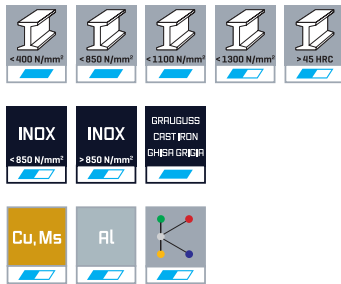 < 400 N/mm²
< 850 N/mm²
< 1100 N/mm²
< 1300 N/mm²
> 45 HRC
INOX
< 850 N/mm²
INOX
> 850 N/mm²
GRAUGUSS
CAST IRON
GHISA GRIGIA
Cu, Ms
Al